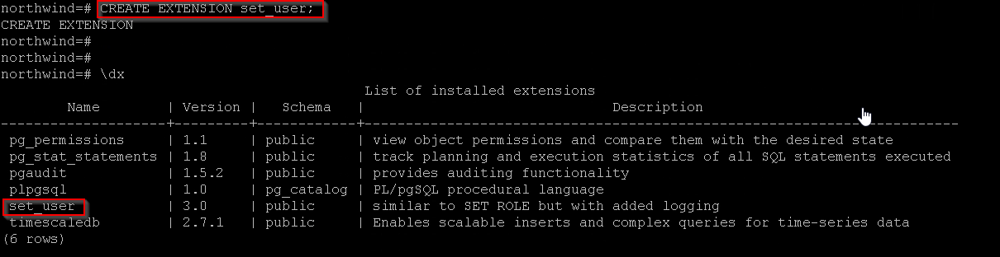 northwind=# CREATE EXTENSION set_user;
CREATE EXTENSION
northwind=#
northwind=#
northwind=# \dx
List of installed extensions
Name | Version | Schema | Description
--------------------+---------+------------+------------------------------------------------------------------------
pg_permissions | 1.1 | public | view object permissions and compare them with the desired state
pg_stat_statements | 1.8 | public | track planning and execution statistics of all SQL statements executed
pgaudit | 1.5.2 | public | provides auditing functionality
plpgsql | 1.0 | pg_catalog | PL/pgSQL procedural language
set_user | 3.0 | public | similar to SET ROLE but with added logging
timescaledb | 2.7.1 | public | Enables scalable inserts and complex queries for time-series data
(6 rows)